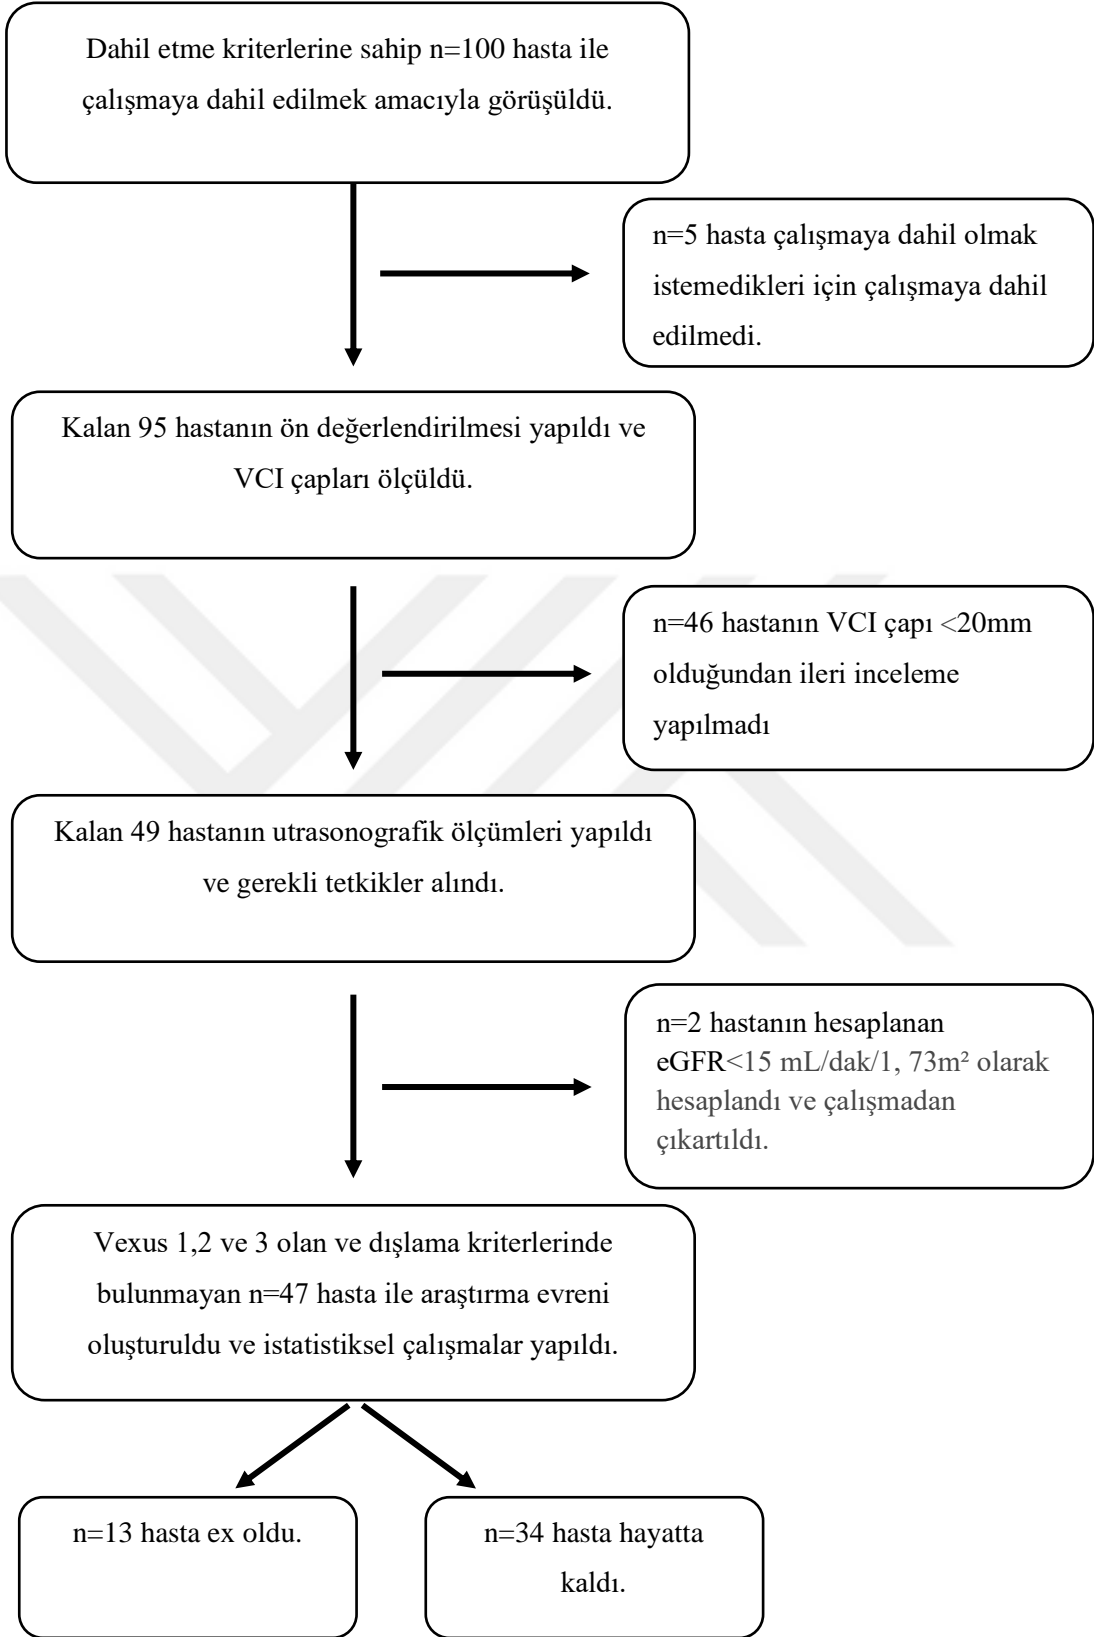 Dahil etme kriterlerine sahip n=100 hasta ile
çalışmaya dahil edilmek amacıyla görüşüldü.
n=5 hasta çalışmaya dahil olmak
istemedikleri için çalışmaya dahil
edilmedi.
Kalan 95 hastanın ön değerlendirilmesi yapıldı ve
VCI çapları ölçüldü.
n=46 hastanın VCI çapı <20mm
olduğundan ileri inceleme
yapılmadı
Kalan 49 hastanın utrasonografik ölçümleri yapıldı
ve gerekli tetkikler alındı.
n=2 hastanın hesaplanan
eGFR<15 mL/dak/1, 73m² olarak
hesaplandı ve çalışmadan
çıkartıldı.
Vexus 1,2 ve 3 olan ve dışlama kriterlerinde
bulunmayan n=47 hasta ile araştırma evreni
oluşturuldu ve istatistiksel çalışmalar yapıldı.
n=13 hasta ex oldu.
n=34 hasta hayatta
kaldı.